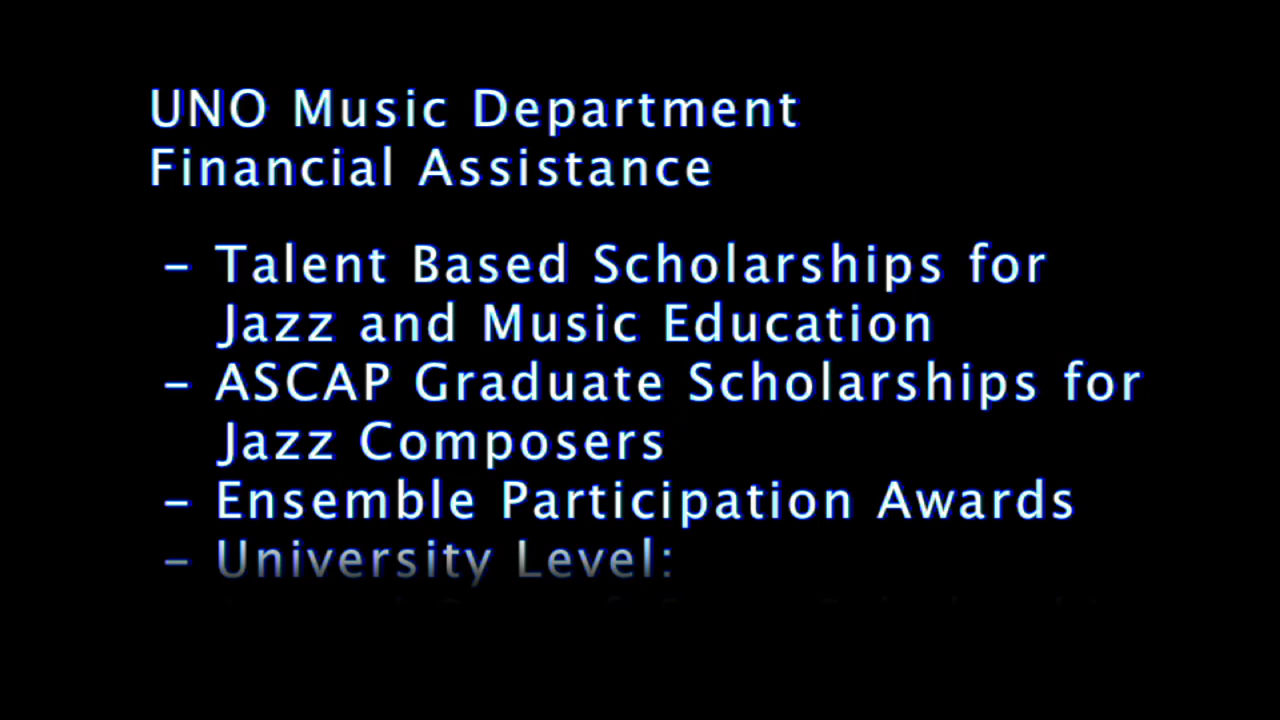 UNO Music Department
Financial Assistance
– Talent Based Scholarships for
Jazz and Music Education
– ASCAP Graduate Scholarships for
Jazz Composers
– Ensemble Participation Awards
– University Level: